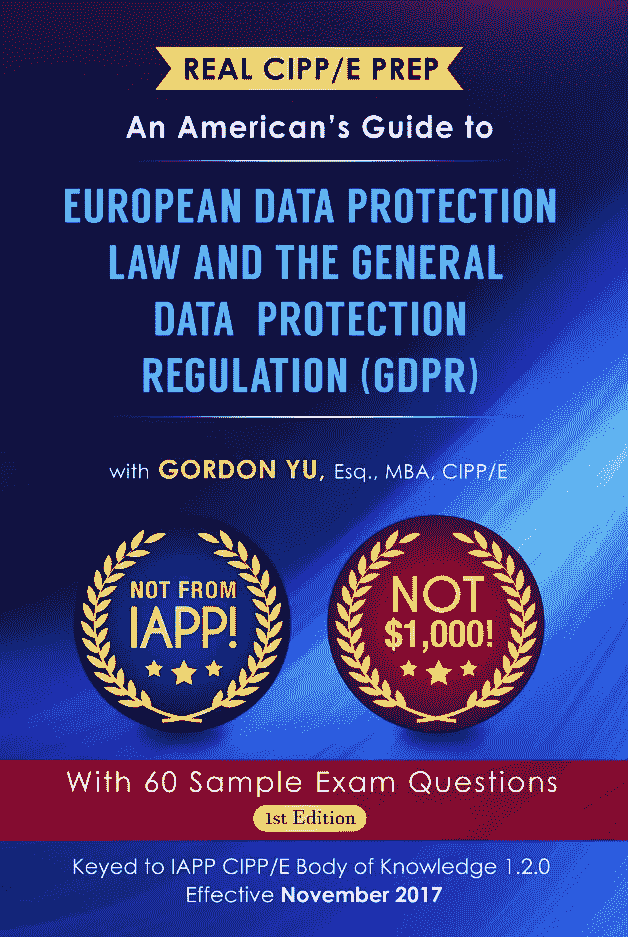 REAL CIPP/E PREP
An American's Guide to
EUROPEAN DATA PROTECTION
LAW AND THE GENERAL
DATA PROTECTION
REGULATION (GDPR)
with GORDON YU, Esq., MBA, CIPP/E
NOT FROM
IAPP!
NOT
$1,000!
With 60 Sample Exam Questions
1st Edition
Keyed to IAPP CIPP/E Body of Knowledge 1.2.0
Effective November 2017